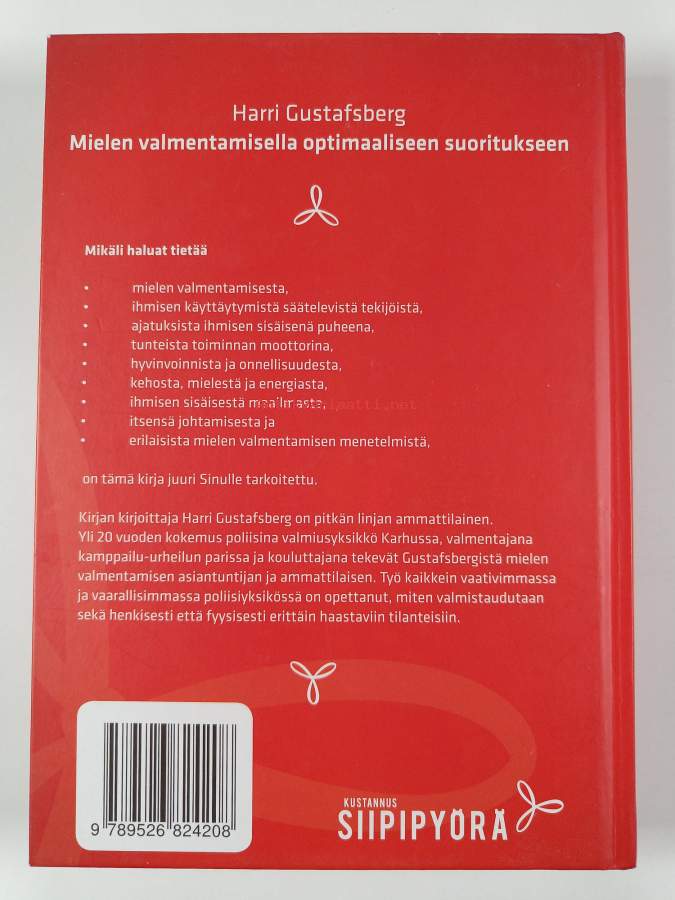 Harri Gustafsberg
Mielen valmentamisella optimaaliseen suoritukseen
Mikäli haluat tietää
• mielen valmentamisesta,
• ihmisen käyttäytymistä säätelevistä tekijöistä,
• ajatuksista ihmisen sisäisenä puheena,
• tunteista toiminnan moottorina,
• hyvinvoinnista ja onnellisuudesta,
• kehosta, mielestä ja energiasta,
• ihmisen sisäisestä maailmasta,
• itsensä johtamisesta ja
• erilaisista mielen valmentamisen menetelmistä,
on tämä kirja juuri Sinulle tarkoitettu.
Kirjan kirjoittaja Harri Gustafsberg on pitkän linjan ammattilainen.
Yli 20 vuoden kokemus poliisina valmiusyksikkö Karhussa, valmentajana
kamppailu-urheilun parissa ja kouluttajana tekevät Gustafsbergistä mielen
valmentamisen asiantuntijan ja ammattilaisen. Työ kaikkein vaativimmassa
ja vaarallisimmassa poliisiyksikössä on opettanut, miten valmistaudutaan
sekä henkisesti että fyysisesti erittäin haastaviin tilanteisiin.
9 789526 824208
KUSTANNUS
SIIPIPYÖRÄ